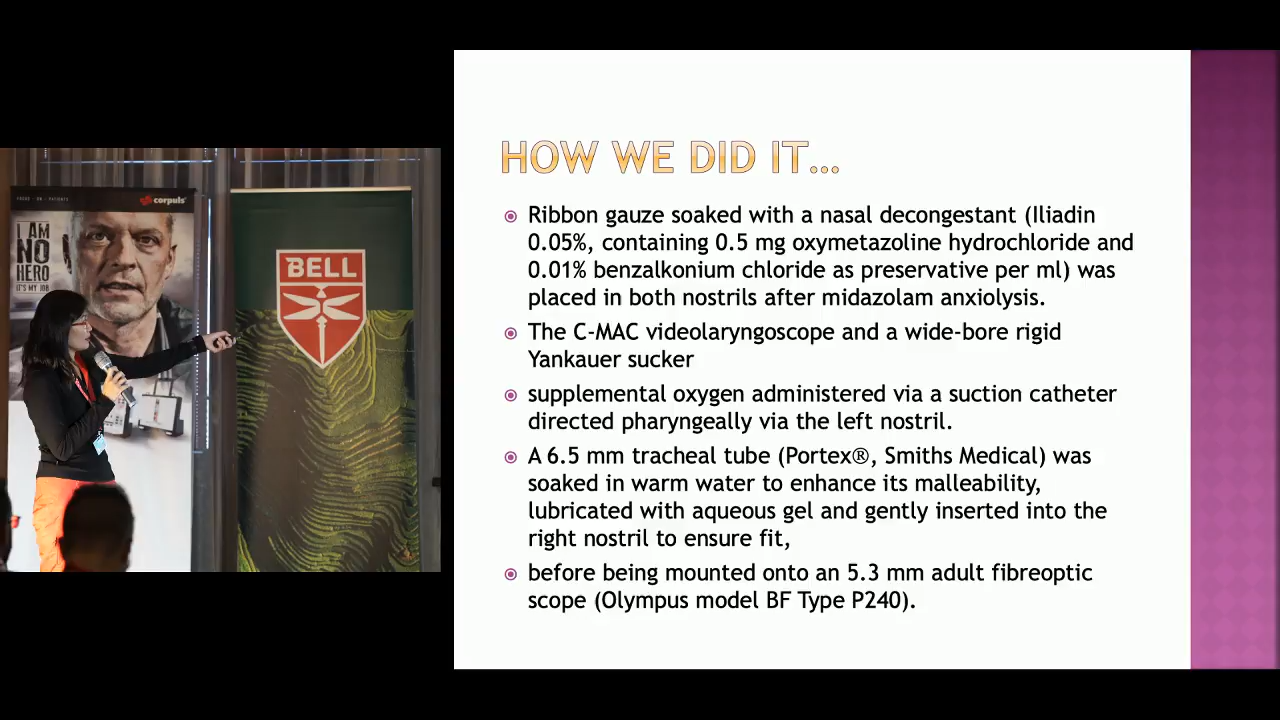 FOCUS - ON - PATIENTS
corpuls
I AM
NO
HERO
IT'S MY JOB
BELL
HOW WE DID IT…
Ribbon gauze soaked with a nasal decongestant (Iliadin
0.05%, containing 0.5 mg oxymetazoline hydrochloride and
0.01% benzalkonium chloride as preservative per ml) was
placed in both nostrils after midazolam anxiolysis.
The C-MAC videolaryngoscope and a wide-bore rigid
Yankauer sucker
supplemental oxygen administered via a suction catheter
directed pharyngeally via the left nostril.
A 6.5 mm tracheal tube (Portex®, Smiths Medical) was
soaked in warm water to enhance its malleability,
lubricated with aqueous gel and gently inserted into the
right nostril to ensure fit,
before being mounted onto an 5.3 mm adult fibreoptic
scope (Olympus model BF Type P240).